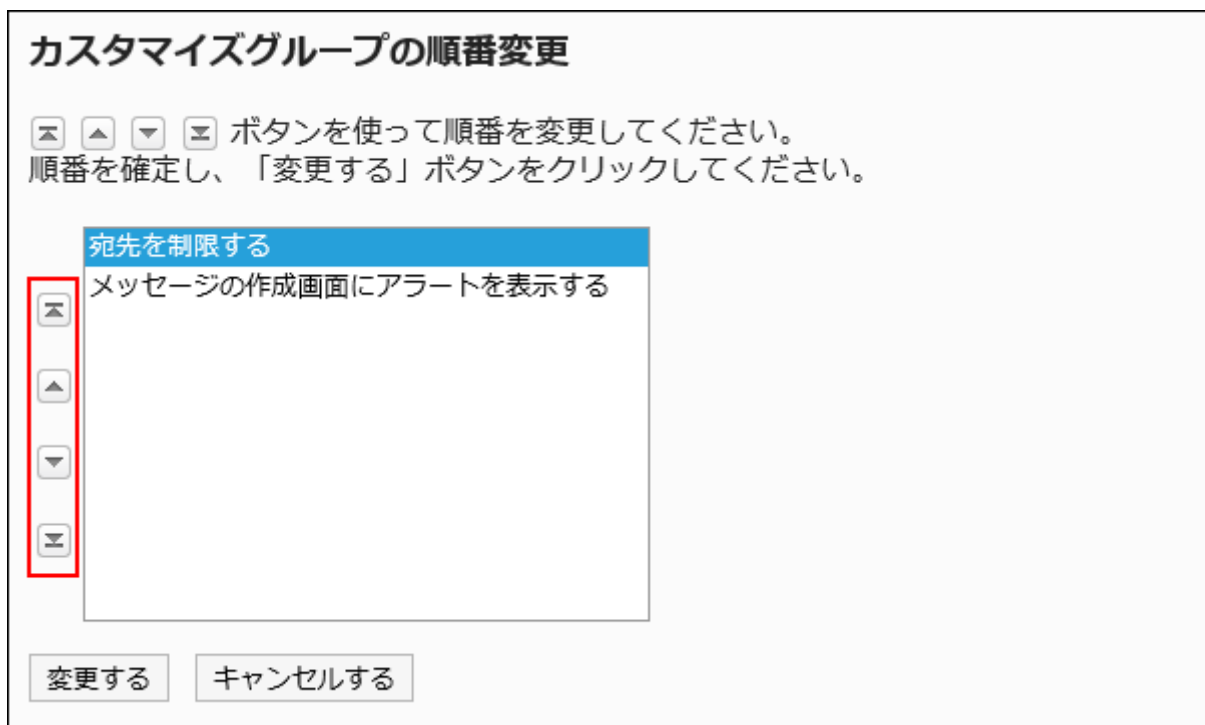 カスタマイズグループの順番変更
ボタンを使って順番を変更してください。
順番を確定し、「変更する」ボタンをクリックしてください。
宛先を制限する
メッセージの作成画面にアラートを表示する
変更する
キャンセルする